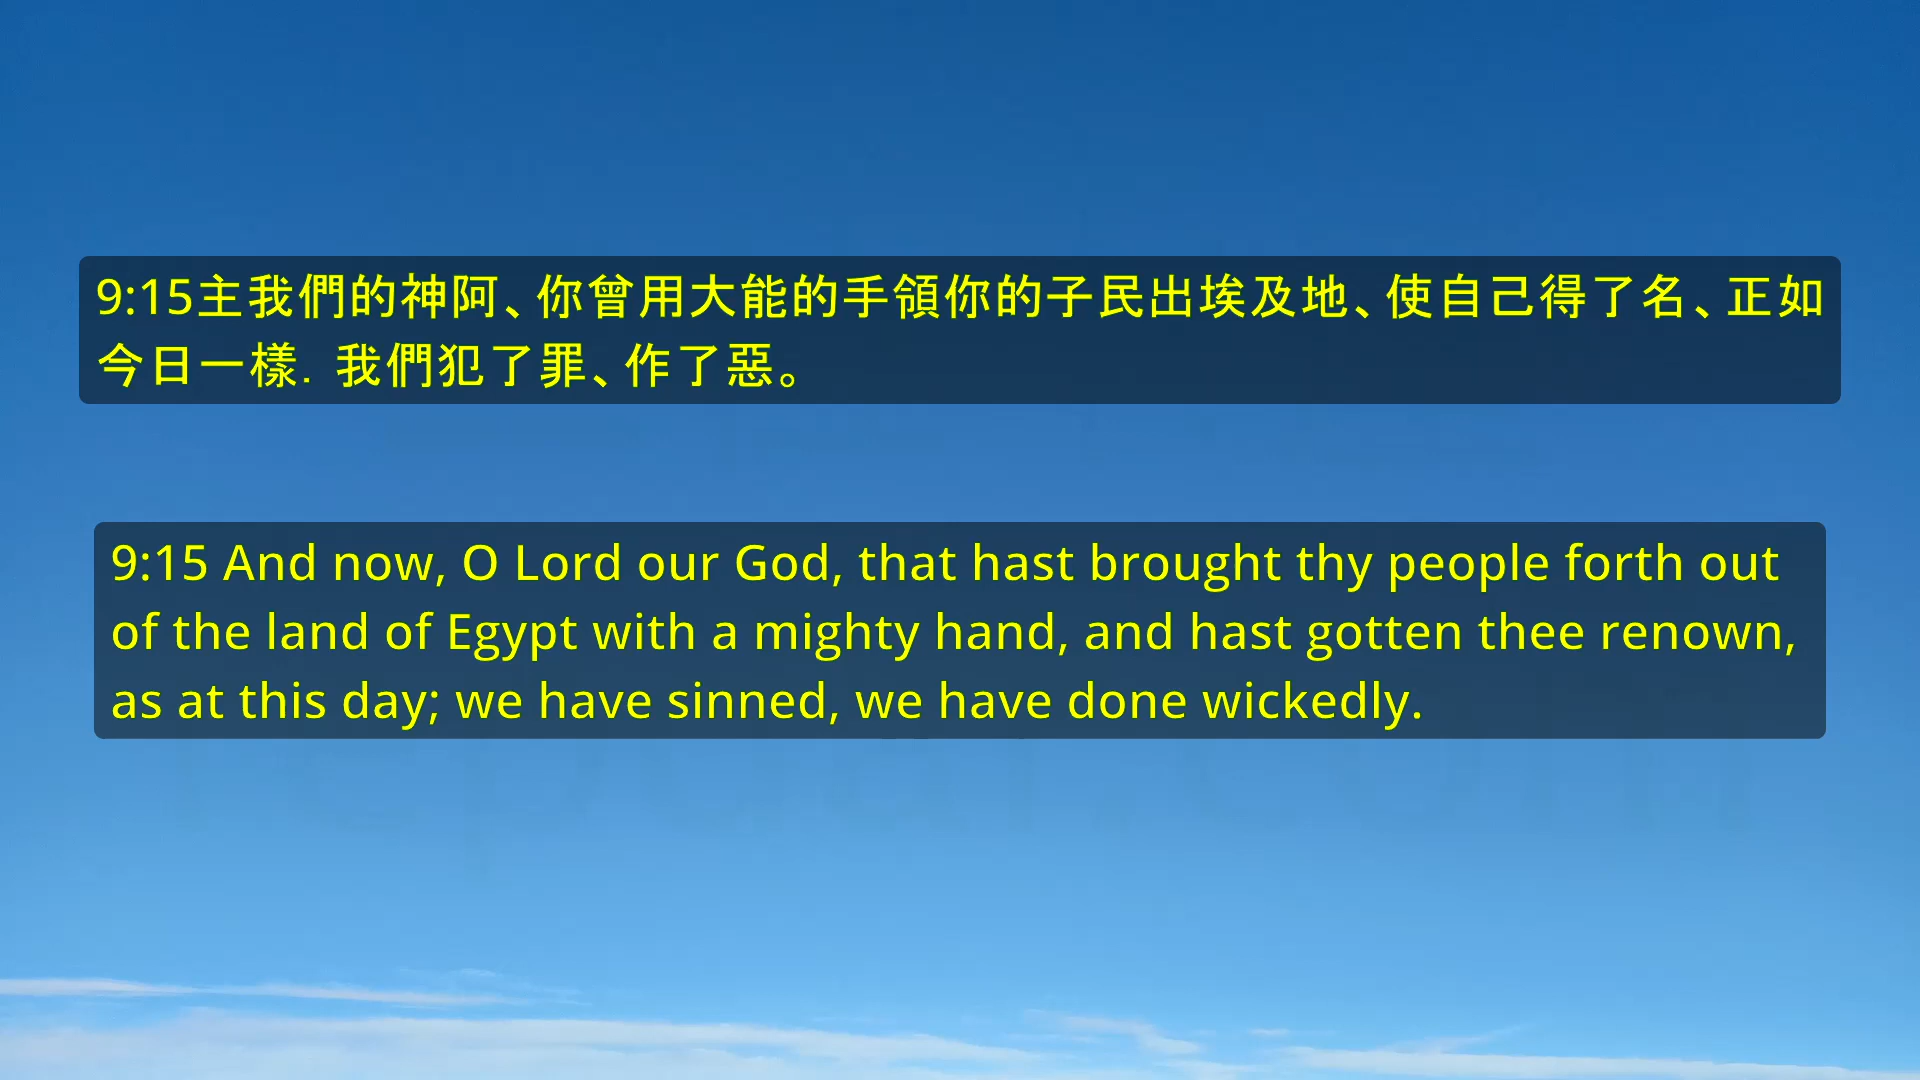 9:15主我們的神阿、你曾用大能的手領你的子民出埃及地、使自己得了名、正如
今日一樣．我們犯了罪、作了惡。
9:15 And now, O Lord our God, that hast brought thy people forth out
of the land of Egypt with a mighty hand, and hast gotten thee renown,
as at this day; we have sinned, we have done wickedly.